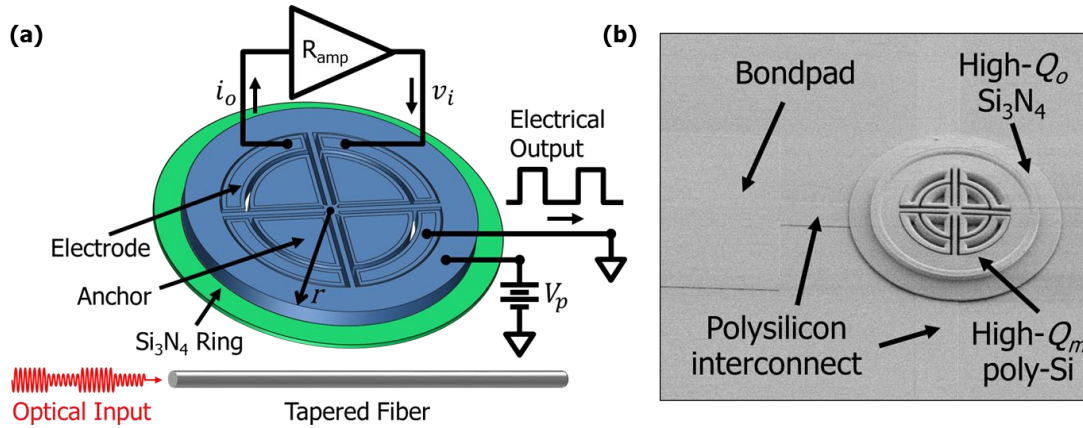 (a)
R_amp
i_o
v_i
Electrical
Output
Electrode
Anchor
r
V_p
Si₃N₄ Ring
Optical Input
Tapered Fiber
(b)
Bondpad
High-Q_o
Si₃N₄
Polysilicon
interconnect
High-Q_m
poly-Si